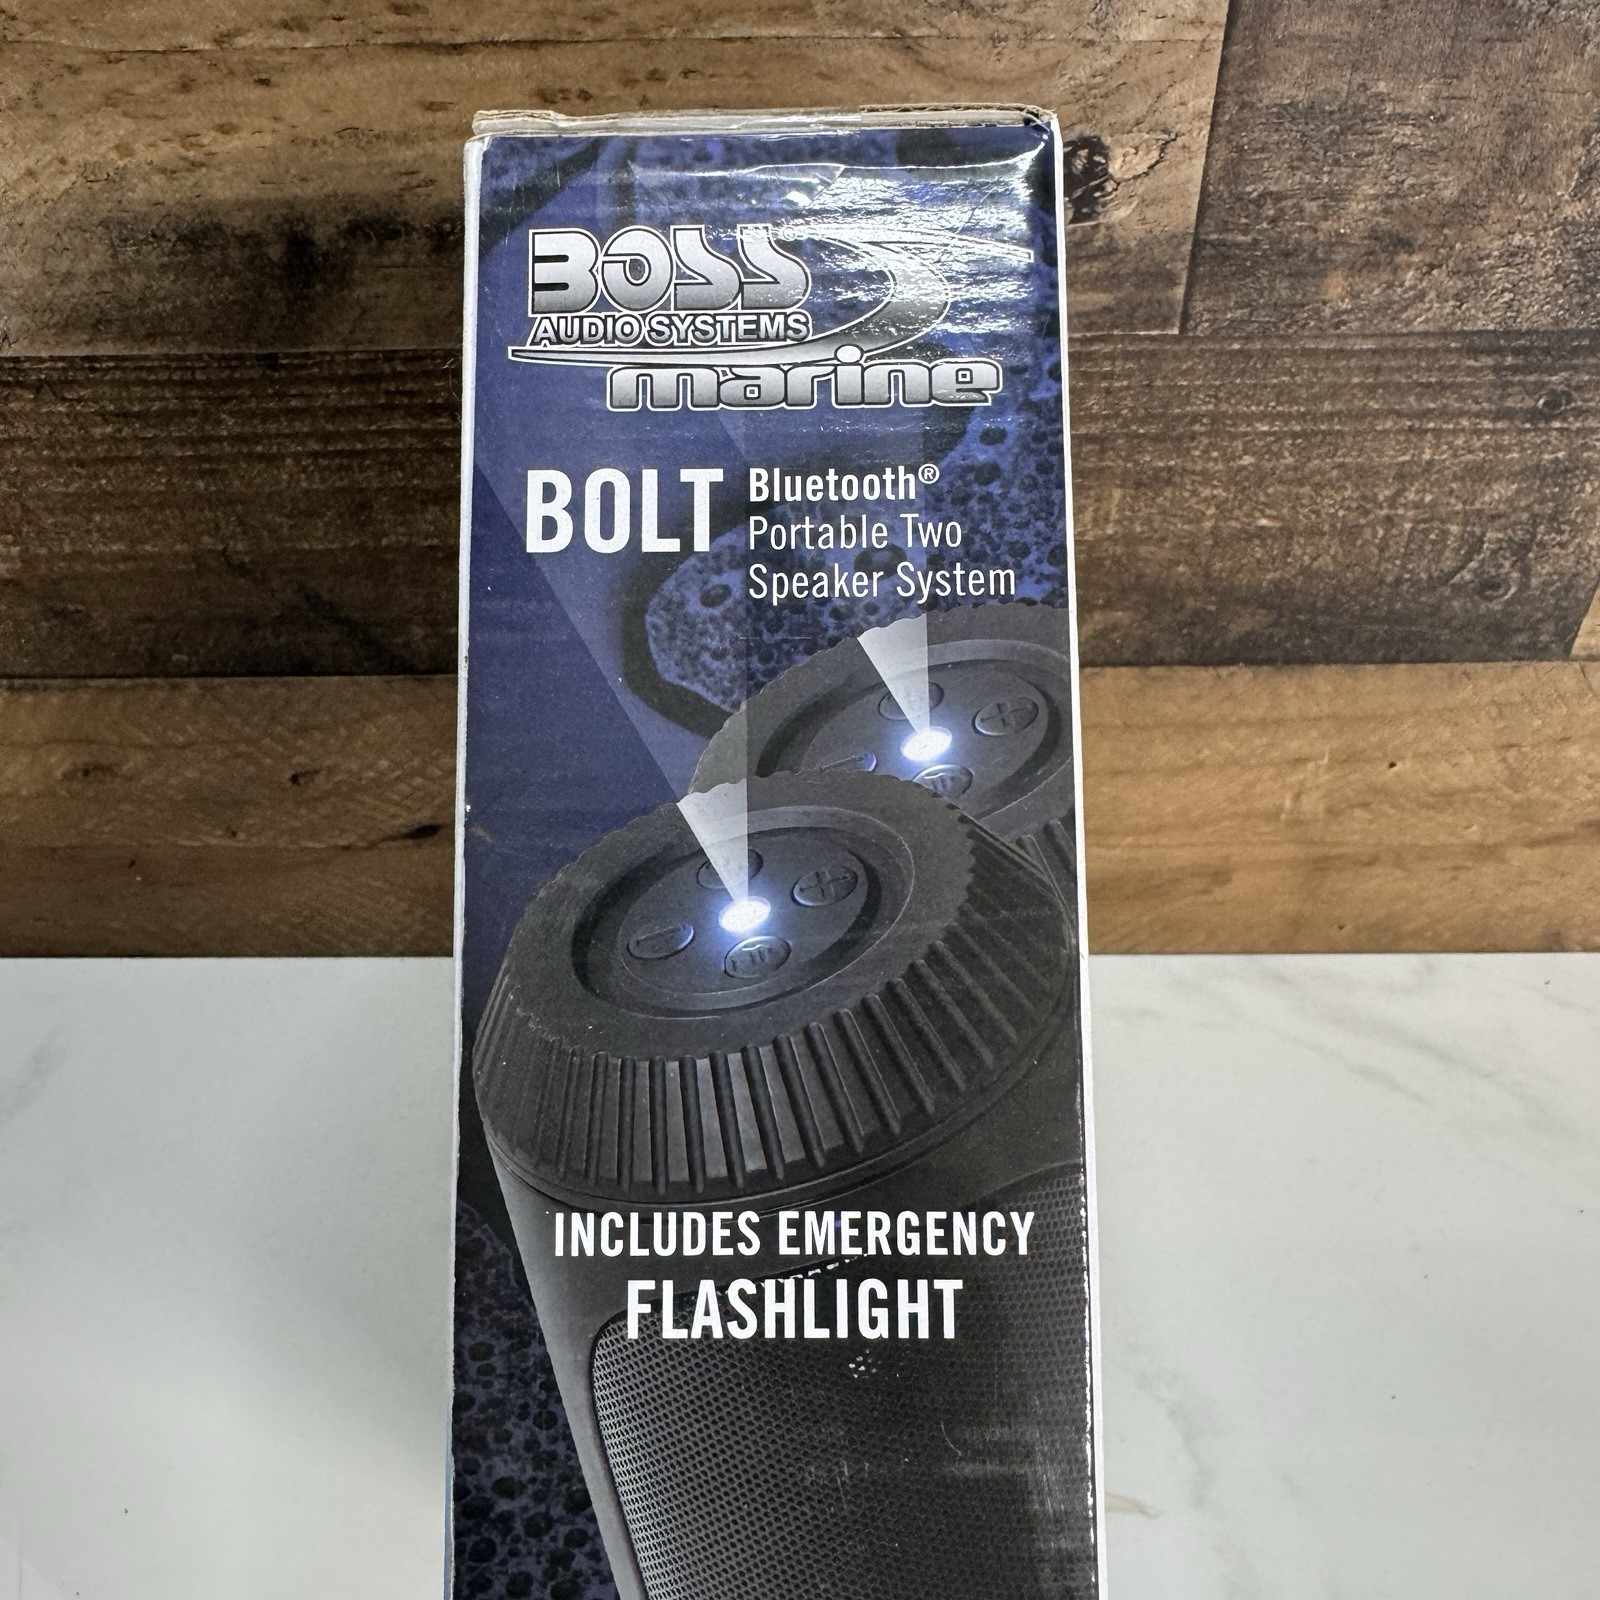 BOSS®
AUDIO SYSTEMS
marine
BOLT
Bluetooth®
Portable Two
Speaker System
INCLUDES EMERGENCY
FLASHLIGHT